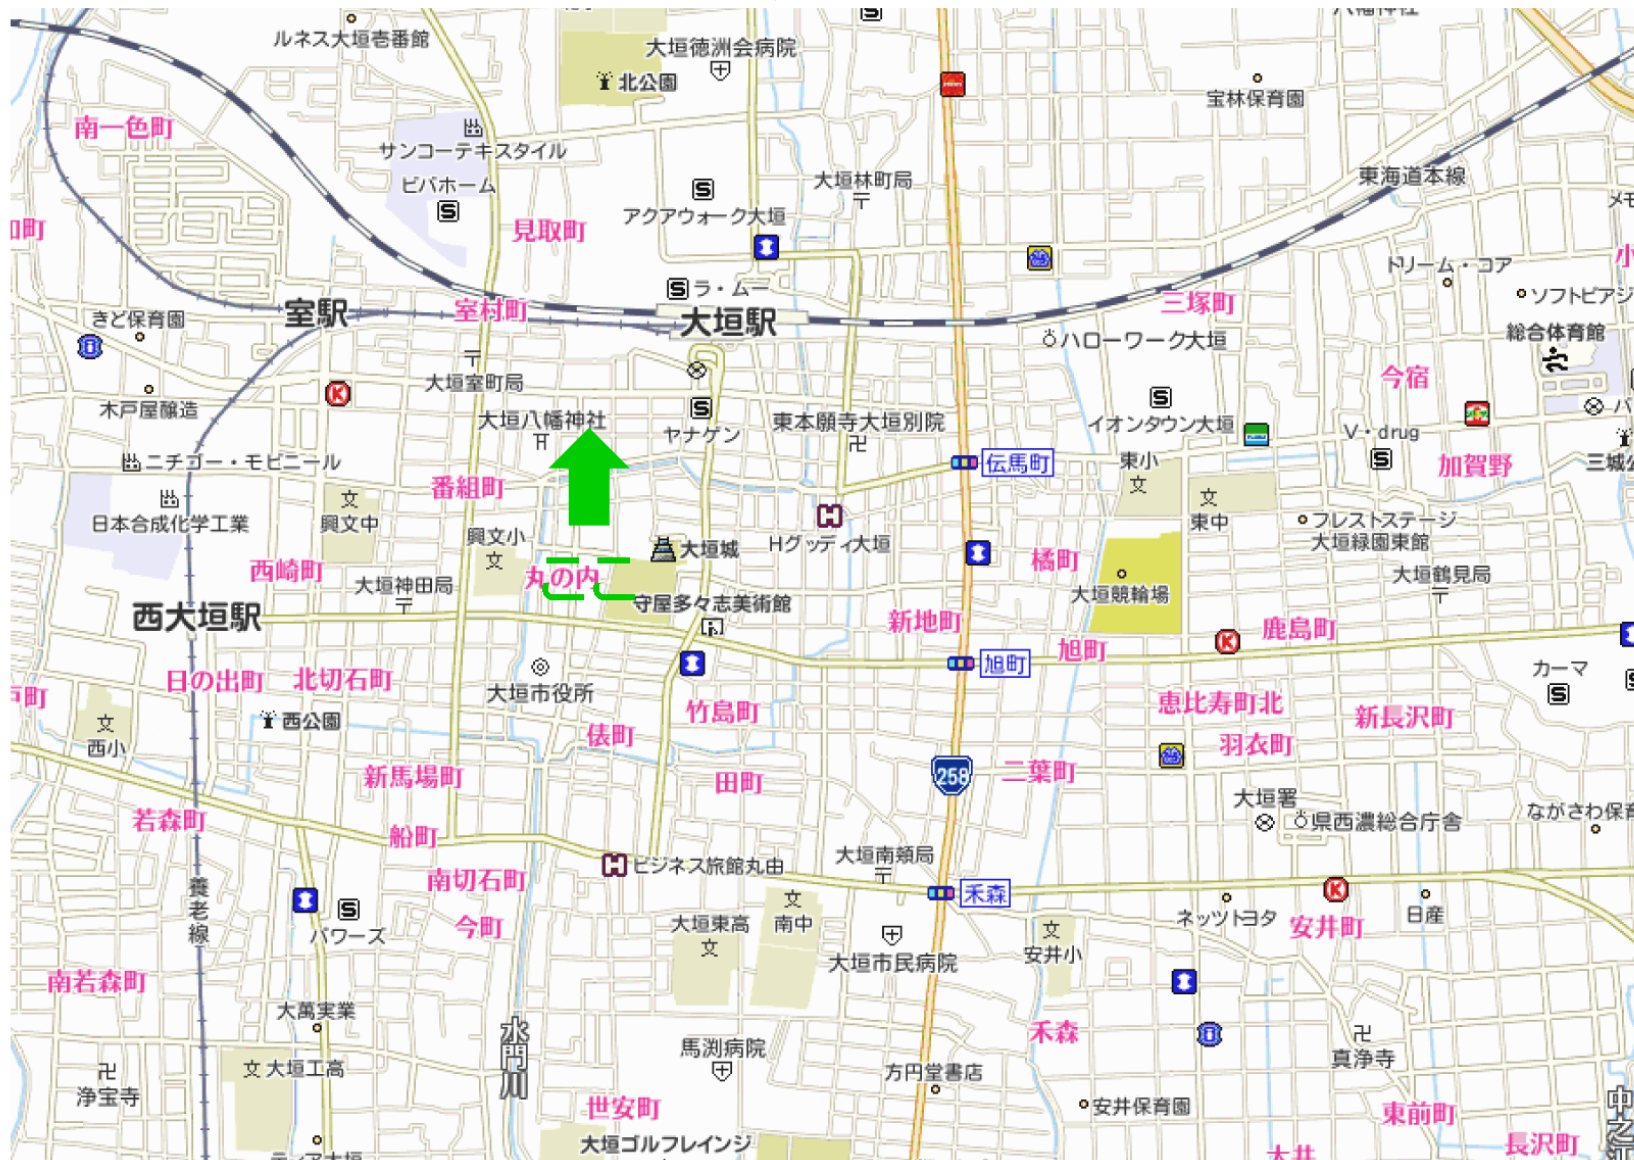 ルネス大垣壱番館
大垣徳洲会病院
北公園
宝林保育園
南一色町
サンコーテキスタイル
ビバホーム
大垣林町局
東海道本線
アクアウォーク大垣
見取町
ラ・ムー
ドリーム・コア
ソフトピアジ
室駅
室村町
大垣駅
三塚町
きど保育園
ハローワーク大垣
総合体育館
大垣室町局
今宿
木戸屋醸造
大垣八幡神社
ヤナゲン
東本願寺大垣別院
イオンタウン大垣
V・drug
ニチゴー・モビニール
伝馬町
東小
加賀野
三城公
番組町
日本合成化学工業
興文中
興文小
大垣城
Hグッディ大垣
東中
フレストステージ
大垣緑園東館
橘町
西崎町
大垣神田局
丸の内
大垣競輪場
大垣鶴見局
西大垣駅
守屋多々志美術館
新地町
旭町
旭町
鹿島町
日の出町
北切石町
大垣市役所
カーマ
西公園
竹島町
恵比寿町北
新長沢町
西小
俵町
羽衣町
新馬場町
田町
258
二葉町
若森町
船町
大垣署
県西濃総合庁舎
ながさわ保育
ビジネス旅館丸由
大垣南頬局
南切石町
禾森
養老線
パワーズ
今町
大垣東高
南中
ネッツトヨタ
日産
安井町
大垣市民病院
安井小
南若森町
大萬実業
水門川
馬渕病院
禾森
真浄寺
大垣工高
浄宝寺
方円堂書店
世安町
安井保育園
東前町
中之江
大垣ゴルフレインジ
大井
長沢町